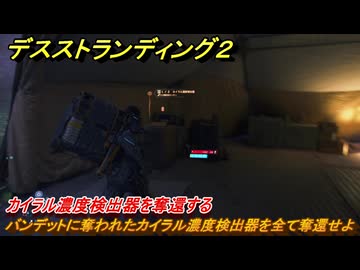 デスストランディング２
カイラル濃度検出器を奪還する
バンデットに奪われたカイラル濃度検出器を全て奪還せよ